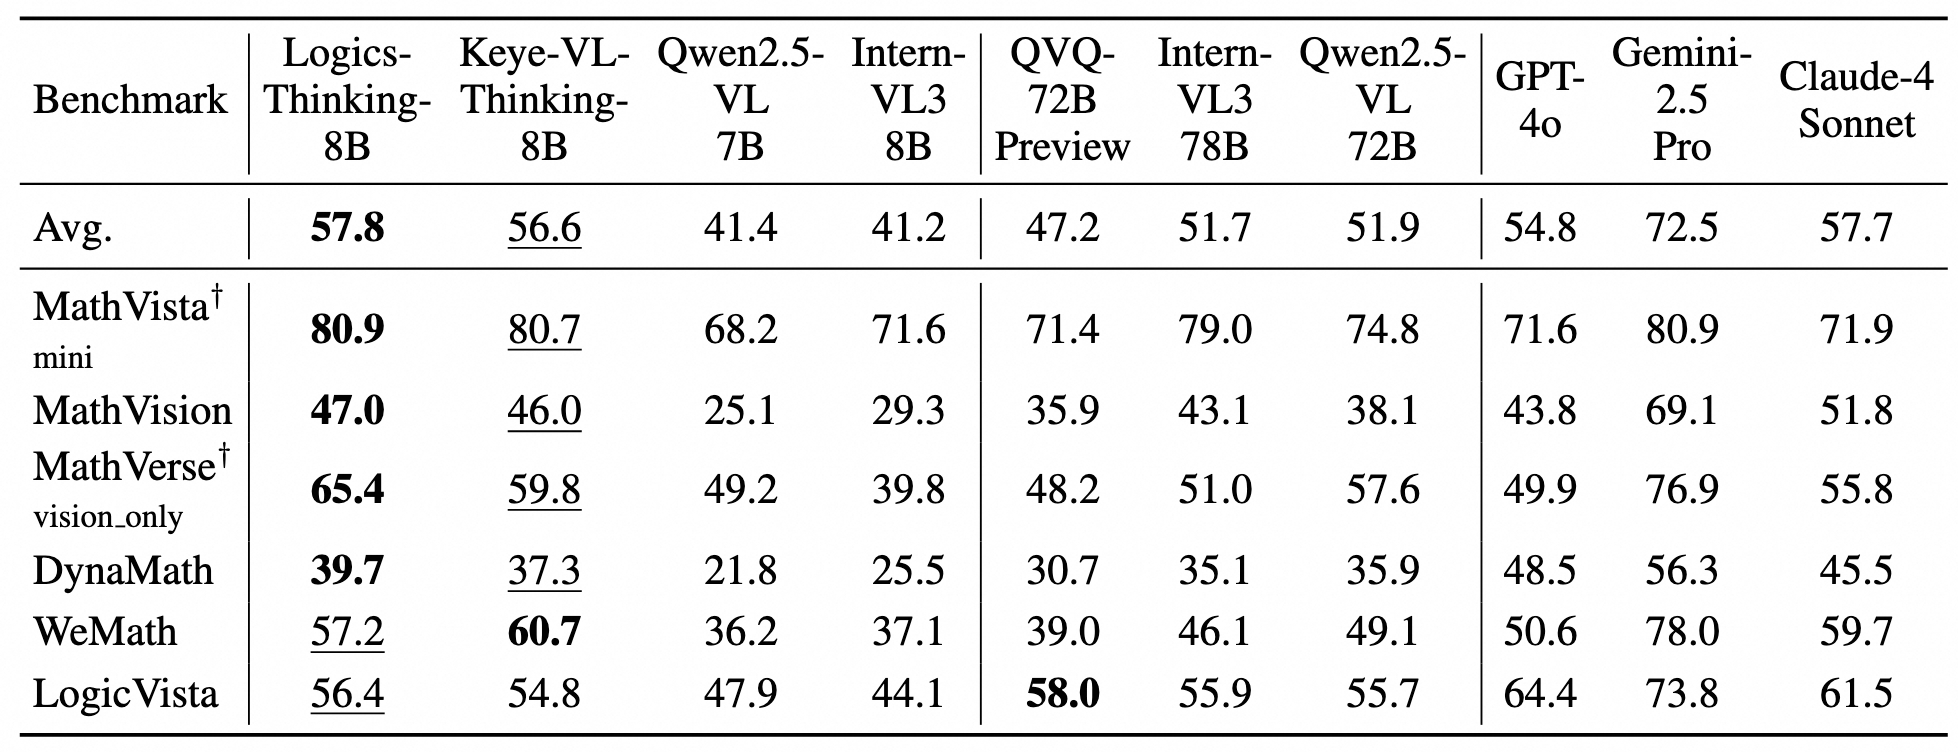 Benchmark Logics-Thinking-8B Keye-VL-Thinking-8B Qwen2.5-VL 7B Intern-VL3 8B QVQ-72B Preview Intern-VL3 78B Qwen2.5-VL 72B GPT-4o Gemini-2.5 Pro Claude-4 Sonnet
Avg. 57.8 56.6 41.4 41.2 47.2 51.7 51.9 54.8 72.5 57.7
MathVista† mini 80.9 80.7 68.2 71.6 71.4 79.0 74.8 71.6 80.9 71.9
MathVision 47.0 46.0 25.1 29.3 35.9 43.1 38.1 43.8 69.1 51.8
MathVerse† vision_only 65.4 59.8 49.2 39.8 48.2 51.0 57.6 49.9 76.9 55.8
DynaMath 39.7 37.3 21.8 25.5 30.7 35.1 35.9 48.5 56.3 45.5
WeMath 57.2 60.7 36.2 37.1 39.0 46.1 49.1 50.6 78.0 59.7
LogicVista 56.4 54.8 47.9 44.1 58.0 55.9 55.7 64.4 73.8 61.5